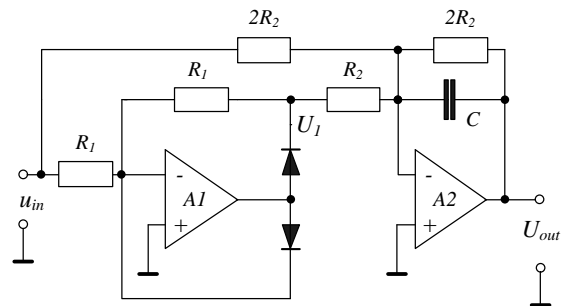 2R2 2R2
R1 R2
R1 U1 C
- A1 - A2
uin + + Uout